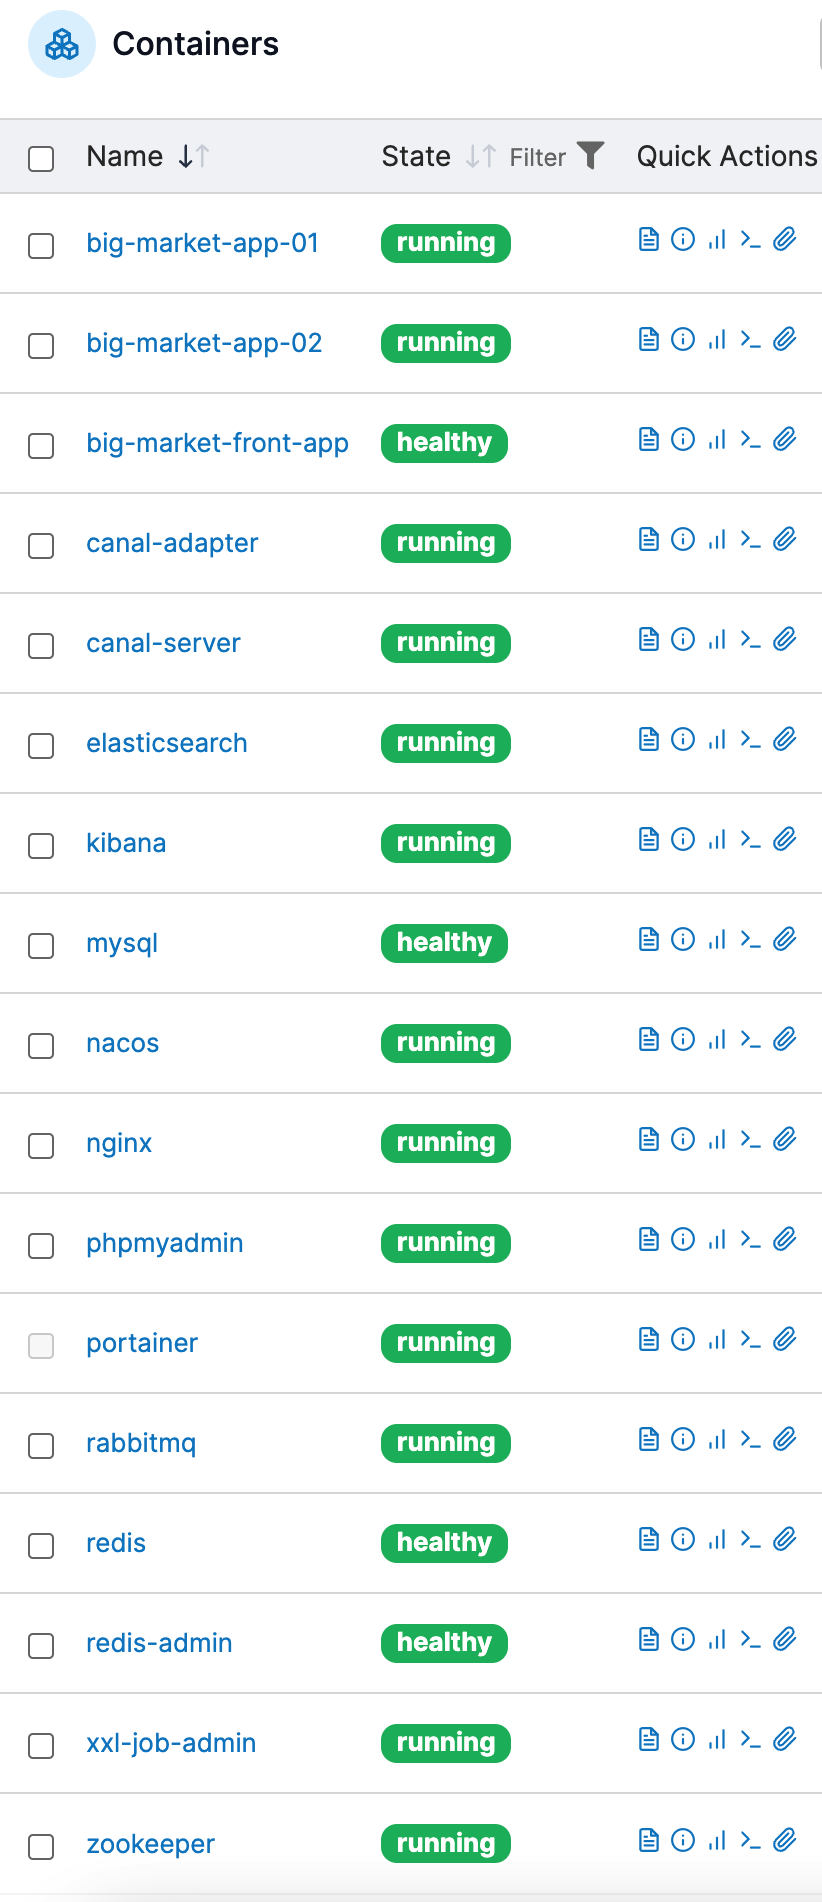 Containers
Name State Filter Quick Actions
big-market-app-01 running
big-market-app-02 running
big-market-front-app healthy
canal-adapter running
canal-server running
elasticsearch running
kibana running
mysql healthy
nacos running
nginx running
phpmyadmin running
portainer running
rabbitmq running
redis healthy
redis-admin healthy
xxl-job-admin running
zookeeper running